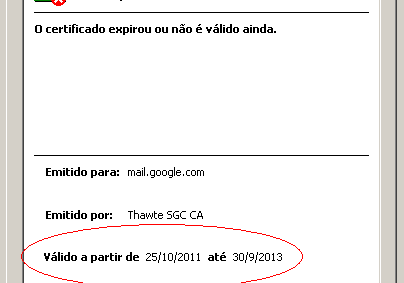 O certificado expirou ou não é válido ainda.
Emitido para: mail.google.com
Emitido por: Thawte SGC CA
Válido a partir de 25/10/2011 até 30/9/2013